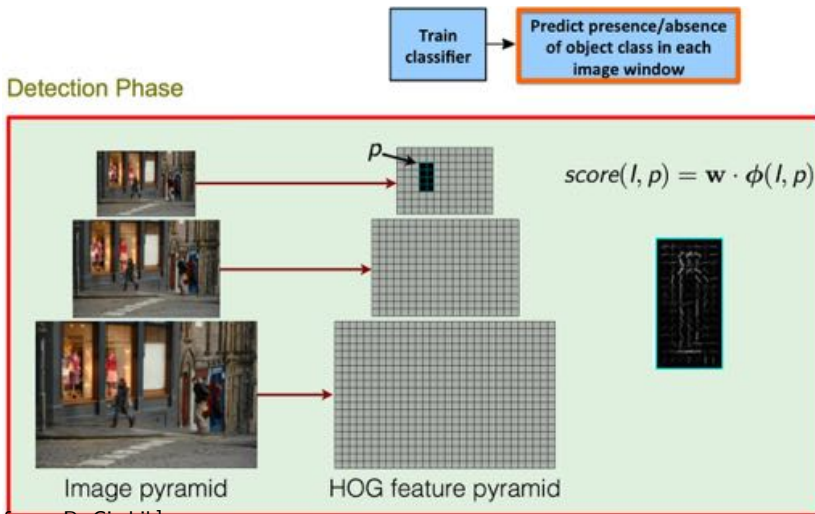 Train
classifier
Predict presence/absence
of object class in each
image window
Detection Phase
p
score(I, p) = w · ϕ(I, p)
Image pyramid
HOG feature pyramid